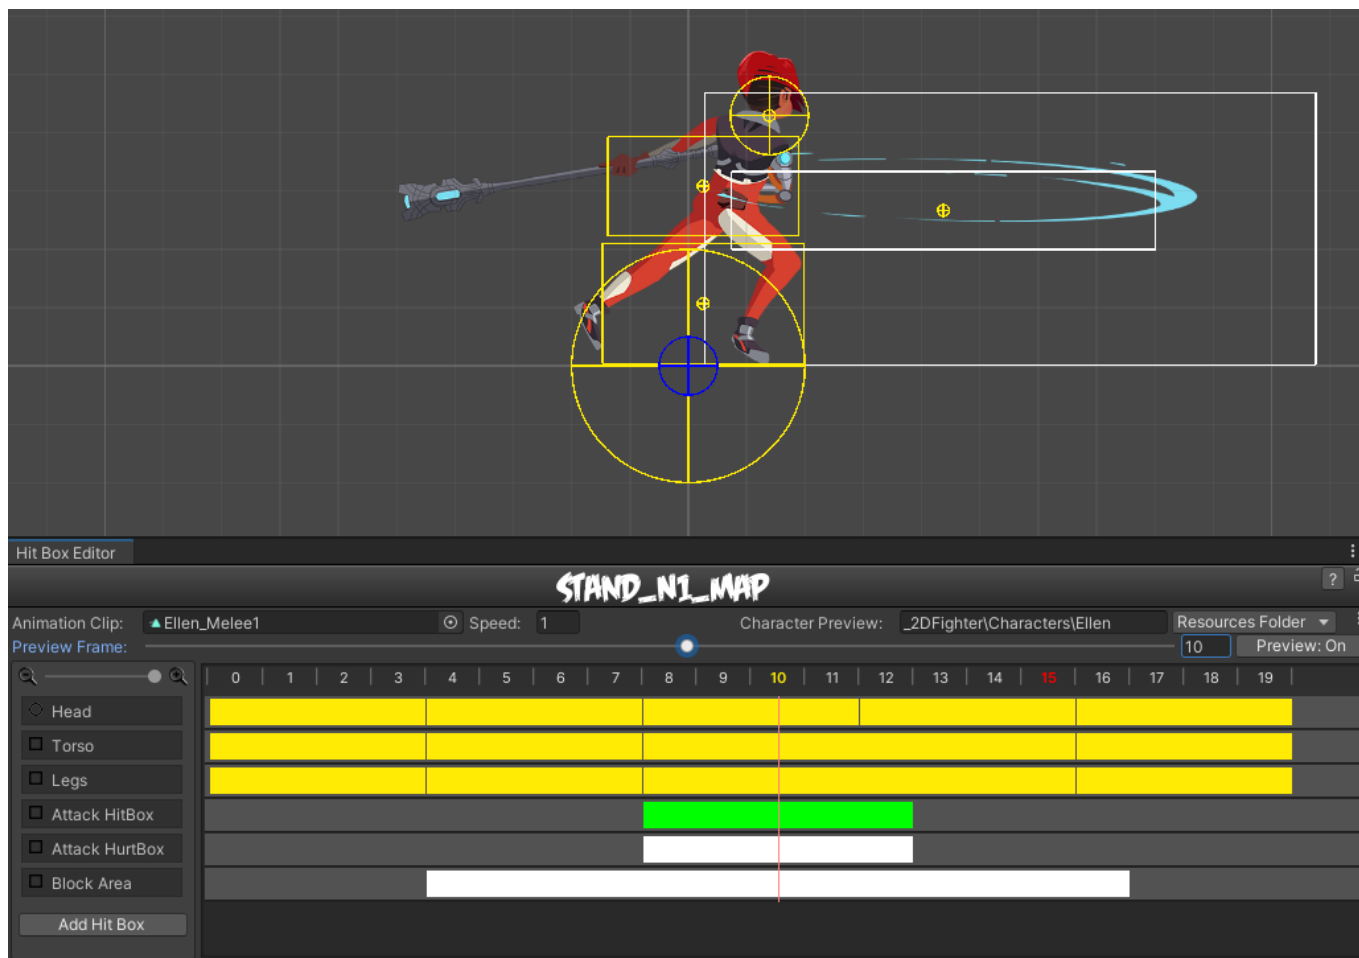 Hit Box Editor
STAND_N1_MAP
?
Animation Clip: Ellen_Melee1 Speed: 1 Character Preview: _2DFighter\Characters\Ellen Resources Folder
Preview Frame: 10 Preview: On
0 1 2 3 4 5 6 7 8 9 10 11 12 13 14 15 16 17 18 19
Head
Torso
Legs
Attack HitBox
Attack HurtBox
Block Area
Add Hit Box